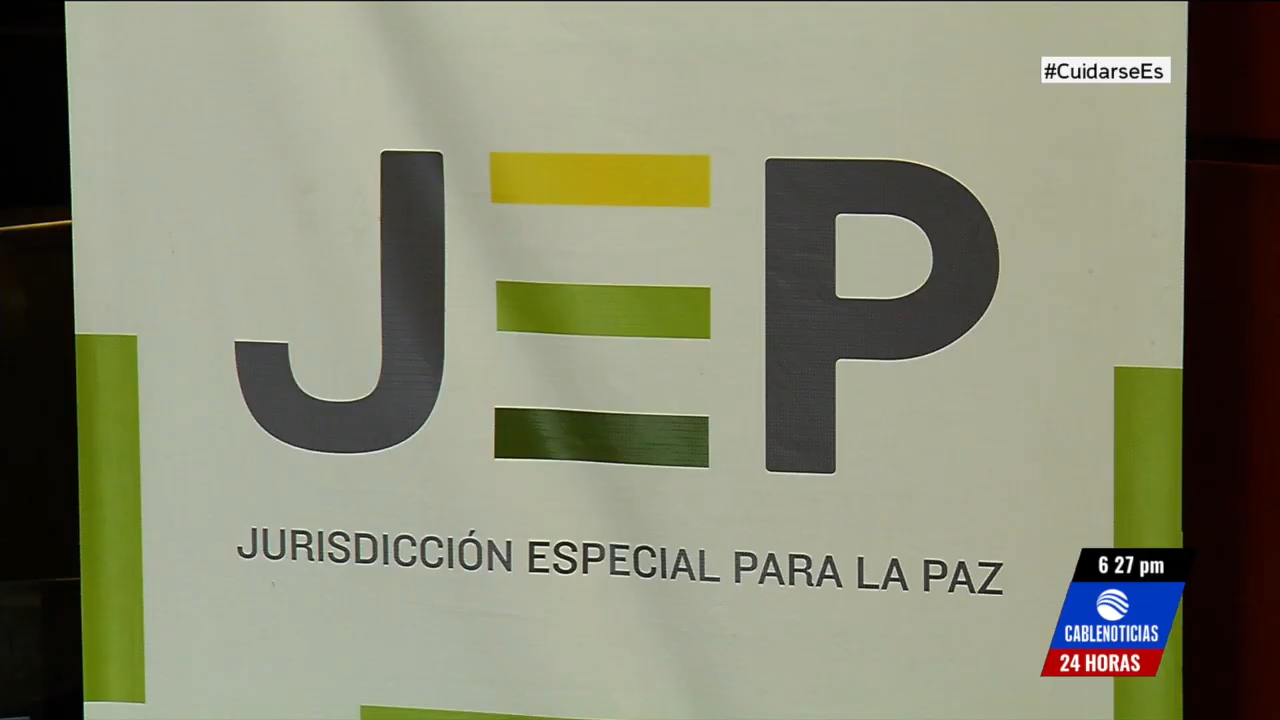 #CuidarseEs
JEP
JURISDICCIÓN ESPECIAL PARA LA PAZ
6 27 pm
CABLENOTICIAS
24 HORAS